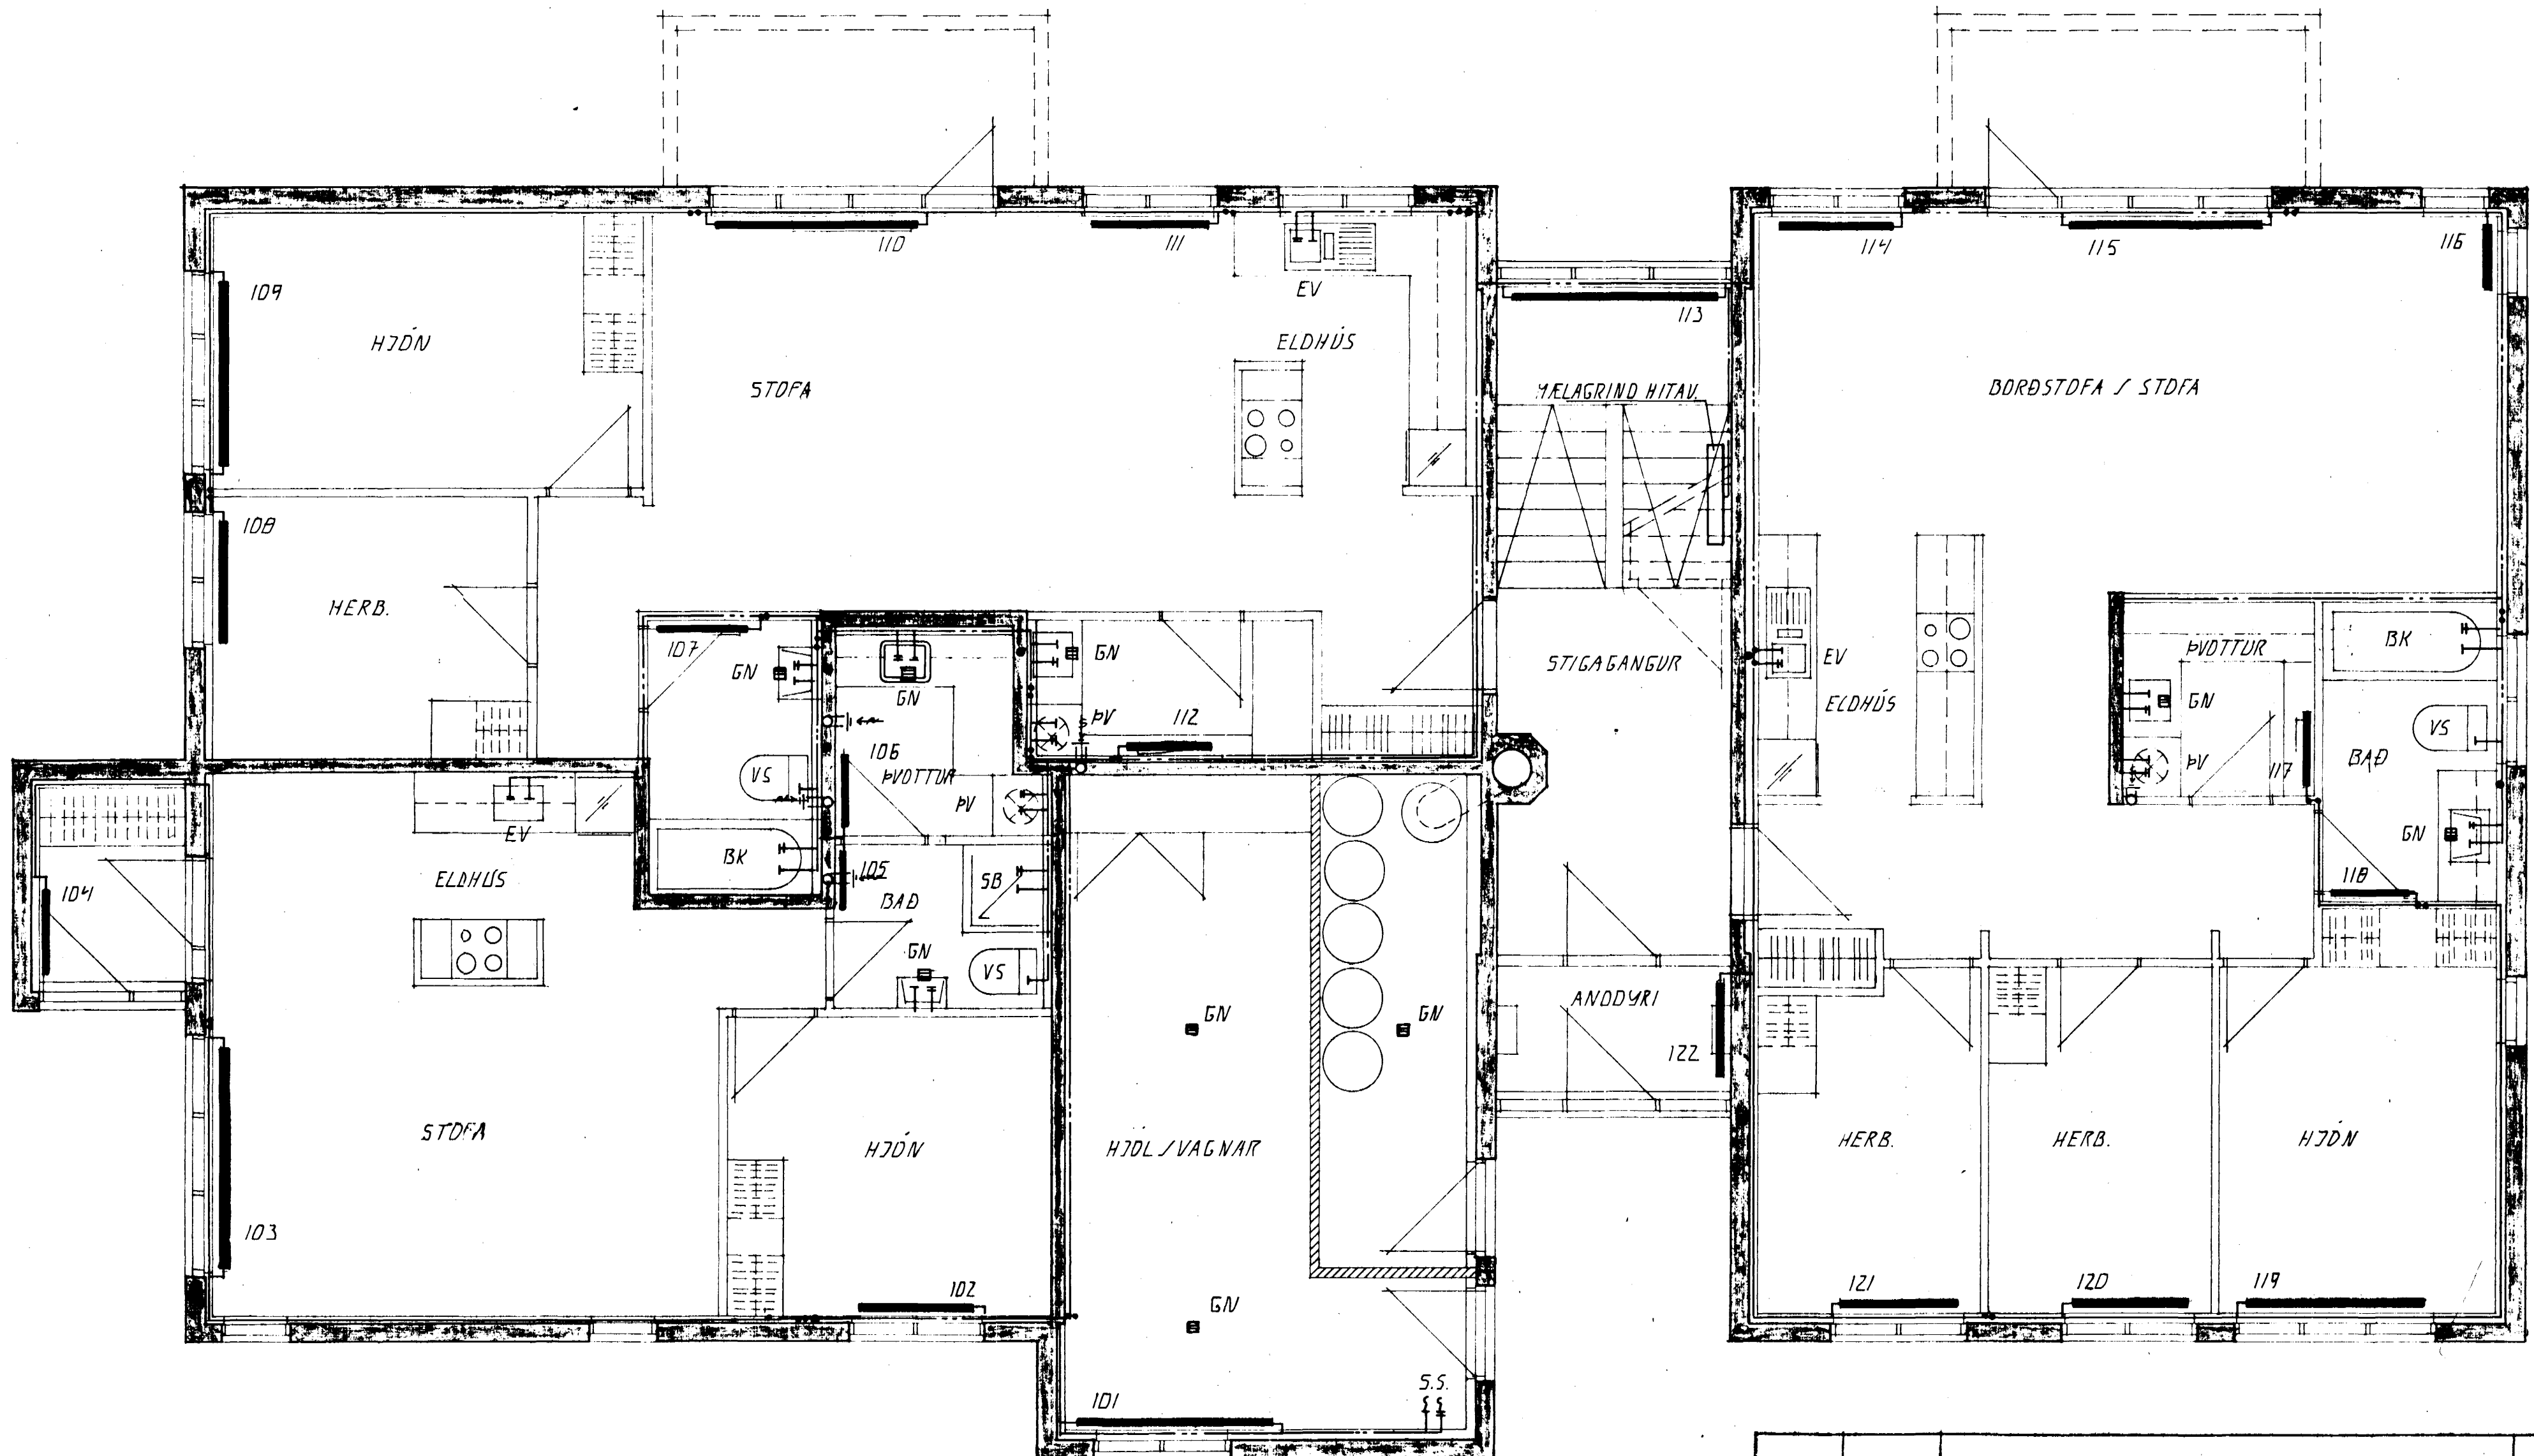 110
111
114
115
116
109
EV
113
HJÓN
ELDHÚS
STOFA
MÆLAGRIND HITAV.
BORÐSTOFA / STOFA
108
HERB.
107
GN
GN
GN
STIGAGANGUR
EV
ÞVOTTUR
BK
ELDHÚS
GN
ÞV
112
VS
106
ÞVOTTUR
VS
ÞV
117
BAÐ
ÞV
EV
GN
BK
105
SB
118
ELDHÚS
104
BAÐ
GN
VS
GN
GN
ANDDYRI
122
STOFA
HJÓN
HJÓL / VAGNAR
HERB.
HERB.
HJÓN
103
102
GN
121
120
119
101
S.S.